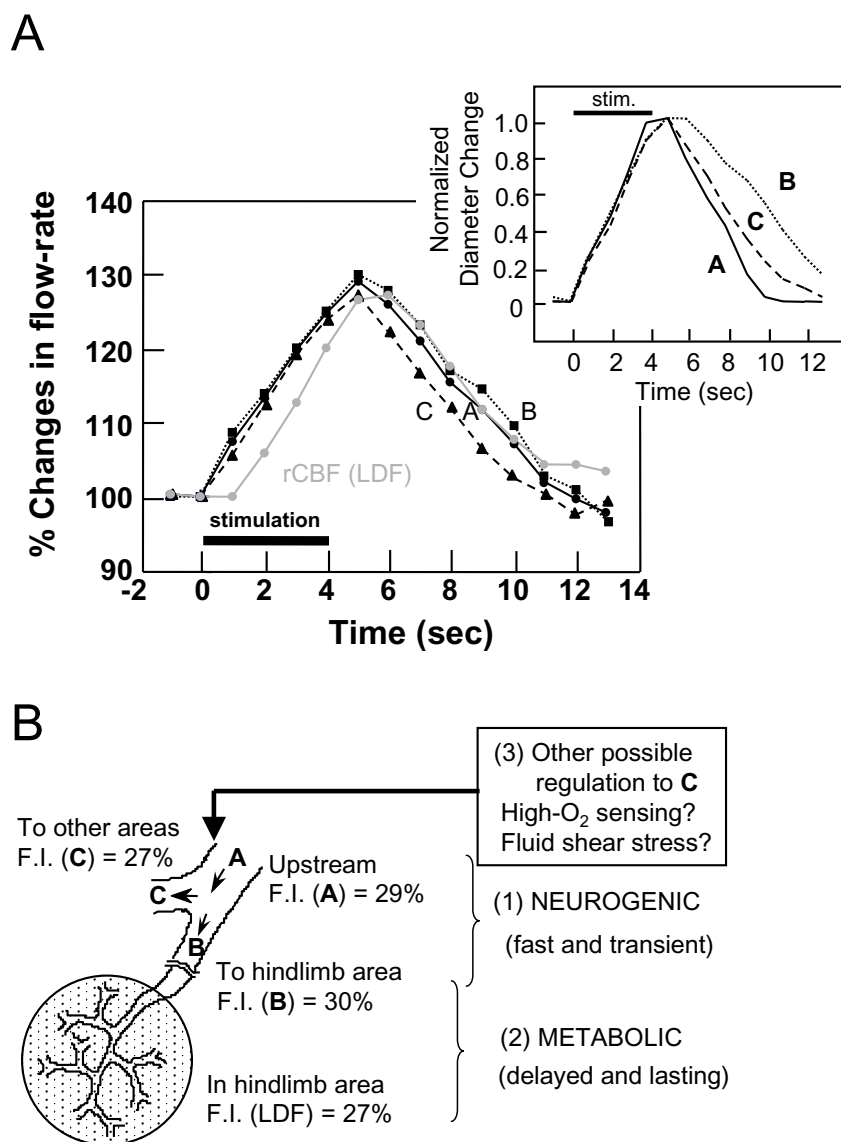 A
% Changes in flow-rate
140
130
120
110
100
90
-2
0
2
4
6
8
10
12
14
Time (sec)
stimulation
rCBF (LDF)
C
A
B
Normalized
Diameter Change
stim.
1.0
0.8
0.6
0.4
0.2
0
B
C
A
0
2
4
6
8
10
12
Time (sec)
B
(3) Other possible
regulation to C
High-O₂ sensing?
Fluid shear stress?
To other areas
F.I. (C) = 27%
A
Upstream
F.I. (A) = 29%
C
B
(1) NEUROGENIC
(fast and transient)
To hindlimb area
F.I. (B) = 30%
(2) METABOLIC
(delayed and lasting)
In hindlimb area
F.I. (LDF) = 27%